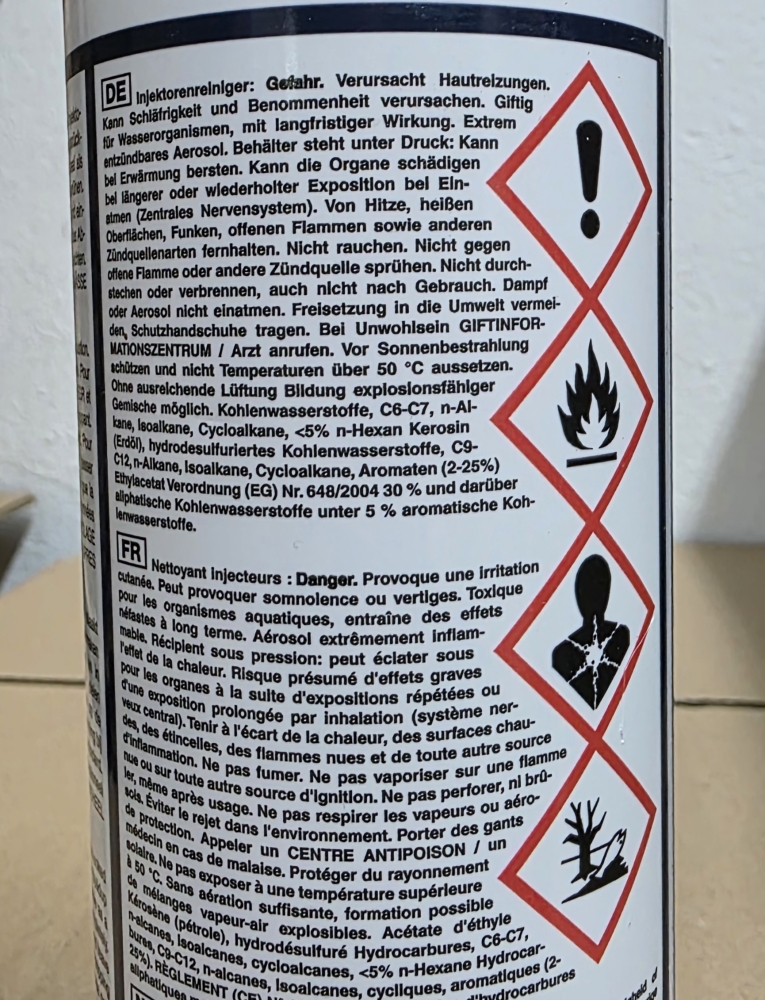 DE Injektorenreiniger: Gefahr. Verursacht Hautreizungen.
Kann Schläfrigkeit und Benommenheit verursachen. Giftig
für Wasserorganismen, mit langfristiger Wirkung. Extrem
entzündbares Aerosol. Behälter steht unter Druck: Kann
bei Erwärmung bersten. Kann die Organe schädigen
bei längerer oder wiederholter Exposition bei Ein-
atmen (Zentrales Nervensystem). Von Hitze, heißen
Oberflächen, Funken, offenen Flammen sowie anderen
Zündquellenarten fernhalten. Nicht rauchen. Nicht gegen
offene Flamme oder andere Zündquelle sprühen. Nicht durch-
stechen oder verbrennen, auch nicht nach Gebrauch. Dampf
oder Aerosol nicht einatmen. Freisetzung in die Umwelt vermei-
den, Schutzhandschuhe tragen. Bei Unwohlsein GIFTINFOR-
MATIONSZENTRUM / Arzt anrufen. Vor Sonnenbestrahlung
schützen und nicht Temperaturen über 50 °C aussetzen.
Ohne ausreichende Lüftung Bildung explosionsfähiger
Gemische möglich. Kohlenwasserstoffe, C6-C7, n-Al-
kane, Isoalkane, Cycloalkane, <5% n-Hexan Kerosin
(Erdöl), hydrodesulfuriertes Kohlenwasserstoffe, C9-
C12, n-Alkane, Isoalkane, Cycloalkane, Aromaten (2-25%)
Ethylacetat Verordnung (EG) Nr. 648/2004 30 % und darüber
aliphatische Kohlenwasserstoffe unter 5 % aromatische Koh-
lenwasserstoffe.
FR Nettoyant injecteurs : Danger. Provoque une irritation
cutanée. Peut provoquer somnolence ou vertiges. Toxique
pour les organismes aquatiques, entraîne des effets
néfastes à long terme. Aérosol extrêmement inflam-
mable. Récipient sous pression: peut éclater sous
l'effet de la chaleur. Risque présumé d'effets graves
pour les organes à la suite d'expositions répétées ou
d'une exposition prolongée par inhalation (système ner-
veux central). Tenir à l'écart de la chaleur, des surfaces chau-
des, des étincelles, des flammes nues et de toute autre source
d'inflammation. Ne pas fumer. Ne pas vaporiser sur une flamme
nue ou sur toute autre source d'ignition. Ne pas perforer, ni brû-
ler, même après usage. Ne pas respirer les vapeurs ou aéro-
sols. Éviter le rejet dans l'environnement. Porter des gants
de protection. Appeler un CENTRE ANTIPOISON / un
médecin en cas de malaise. Protéger du rayonnement
solaire. Ne pas exposer à une température supérieure
à 50 °C. Sans aération suffisante, formation possible
de mélanges vapeur-air explosibles. Acétate d'éthyle
Kérosène (pétrole), hydrodésulfuré Hydrocarbures, C6-C7,
n-alcanes, isoalcanes, cycloalcanes, <5% n-Hexane Hydrocar-
bures, C9-C12, n-alcanes, isoalcanes, cycliques, aromatiques (2-
25%). RÈGLEMENT (CE)
aliphatiques d'hydrocarbures